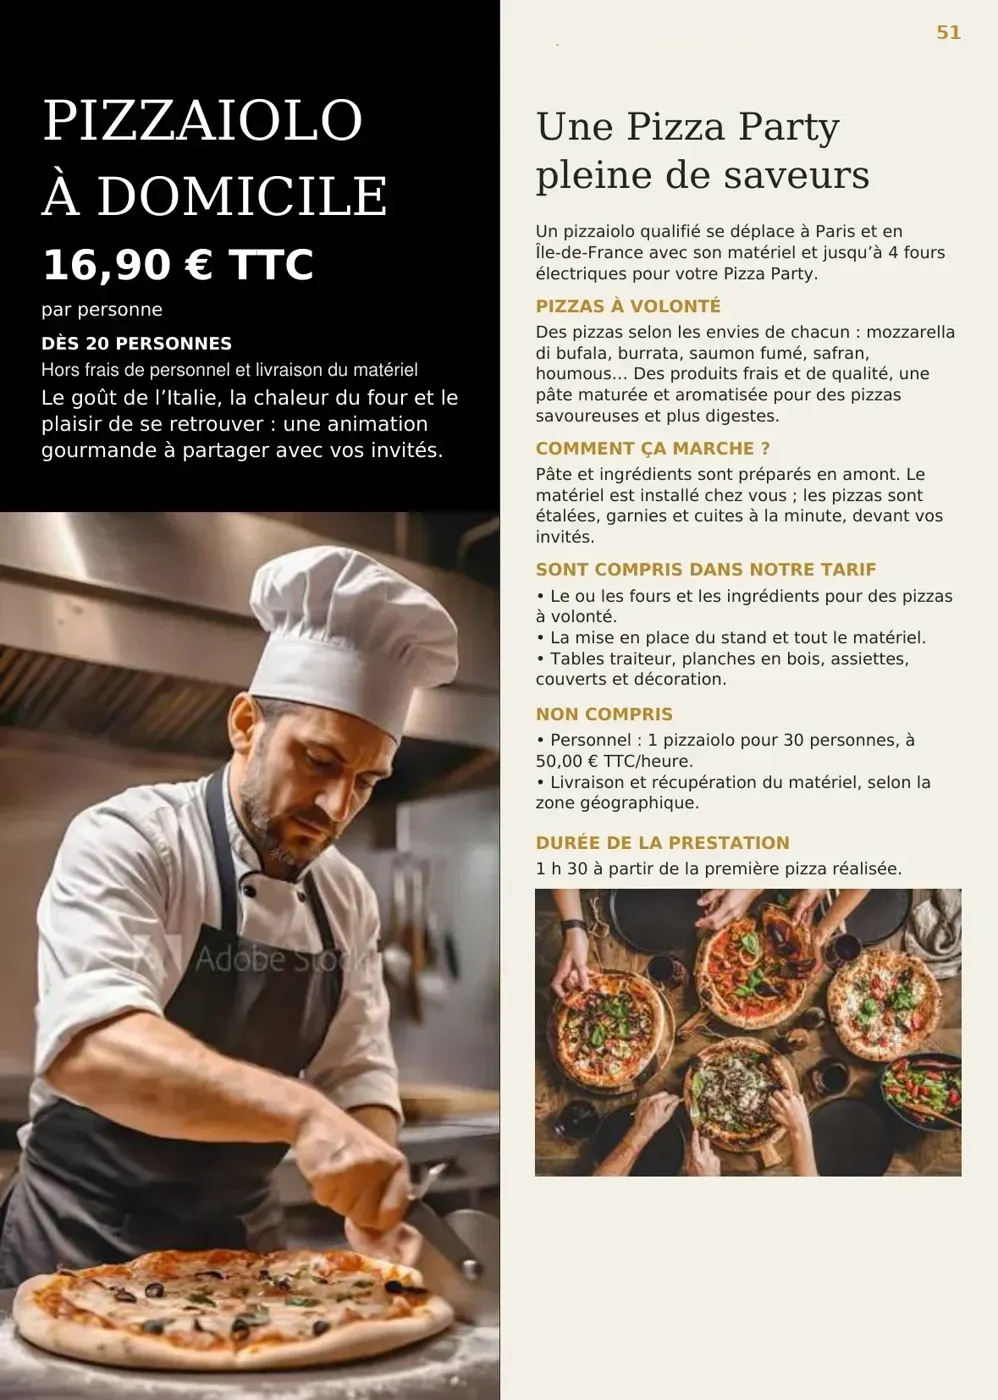 51
PIZZAIOLO
À DOMICILE
16,90 € TTC
par personne
DÈS 20 PERSONNES
Hors frais de personnel et livraison du matériel
Le goût de l’Italie, la chaleur du four et le
plaisir de se retrouver : une animation
gourmande à partager avec vos invités.
Adobe Stock
Une Pizza Party
pleine de saveurs
Un pizzaiolo qualifié se déplace à Paris et en
Île-de-France avec son matériel et jusqu’à 4 fours
électriques pour votre Pizza Party.
PIZZAS À VOLONTÉ
Des pizzas selon les envies de chacun : mozzarella
di bufala, burrata, saumon fumé, safran,
houmous… Des produits frais et de qualité, une
pâte maturée et aromatisée pour des pizzas
savoureuses et plus digestes.
COMMENT ÇA MARCHE ?
Pâte et ingrédients sont préparés en amont. Le
matériel est installé chez vous ; les pizzas sont
étalées, garnies et cuites à la minute, devant vos
invités.
SONT COMPRIS DANS NOTRE TARIF
• Le ou les fours et les ingrédients pour des pizzas
à volonté.
• La mise en place du stand et tout le matériel.
• Tables traiteur, planches en bois, assiettes,
couverts et décoration.
NON COMPRIS
• Personnel : 1 pizzaiolo pour 30 personnes, à
50,00 € TTC/heure.
• Livraison et récupération du matériel, selon la
zone géographique.
DURÉE DE LA PRESTATION
1 h 30 à partir de la première pizza réalisée.